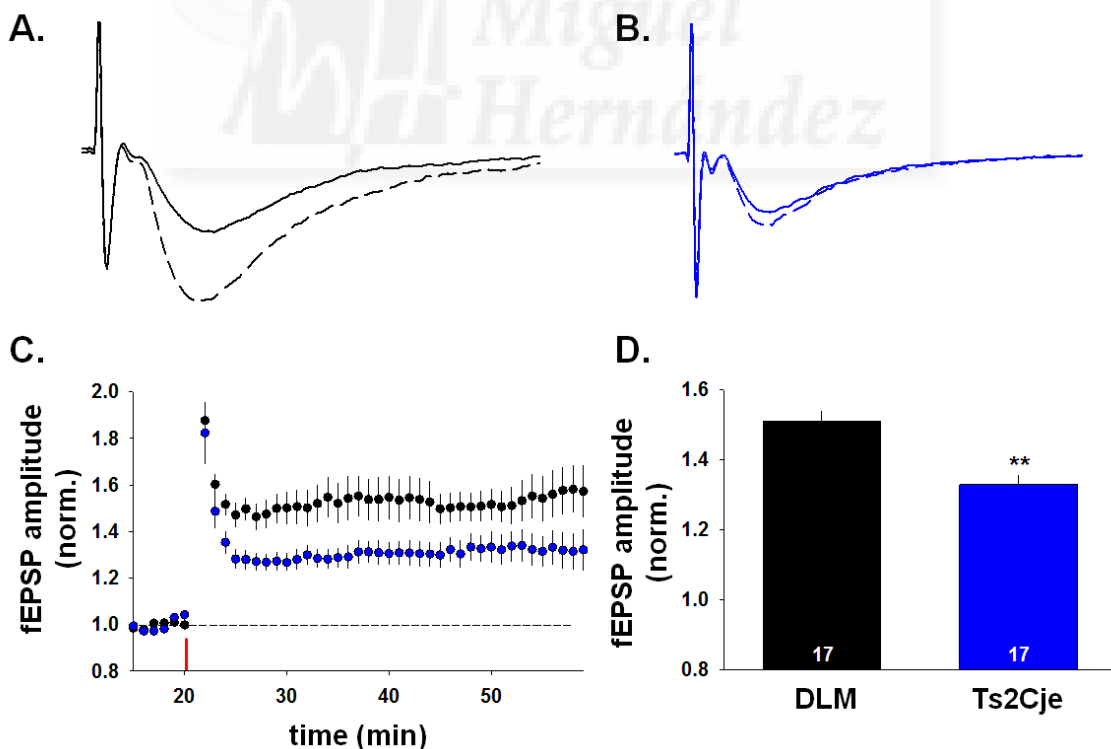 A.
B.
Miguel
Hernández
C.
D.
fEPSP amplitude
(norm.)
2.0
1.8
1.6
1.4
1.2
1.0
0.8
20
30
40
50
time (min)
fEPSP amplitude
(norm.)
1.6
1.4
1.2
1.0
0.8
**
17
17
DLM
Ts2Cje